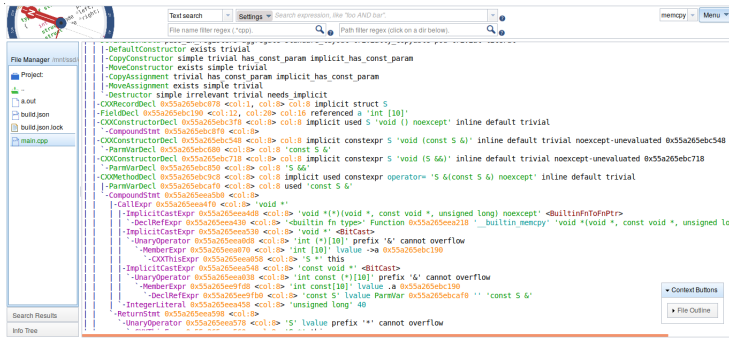 Text search
Settings
Search expression, like "foo AND bar".
memcpy
Menu
File name filter regex (.*cpp).
Path filter regex (click on a dir below).
File Manager /mnt/ssd/
Project:
..
a.out
build.json
build.json.lock
main.cpp
Search Results
Info Tree
| | |-DefaultConstructor exists trivial
| | |-CopyConstructor simple trivial has_const_param implicit_has_const_param
| | |-MoveConstructor exists simple trivial
| | |-CopyAssignment trivial has_const_param implicit_has_const_param
| | |-MoveAssignment exists simple trivial
| | `-Destructor simple irrelevant trivial needs_implicit
| |-CXXRecordDecl 0x55a265ebc078 <col:1, col:8> col:8 implicit struct S
| |-FieldDecl 0x55a265ebc190 <col:12, col:20> col:16 referenced a 'int [10]'
| |-CXXConstructorDecl 0x55a265ebc3f8 <col:8> col:8 implicit used S 'void () noexcept' inline default trivial
| | `-CompoundStmt 0x55a265ebc8f0 <col:8>
| |-CXXConstructorDecl 0x55a265ebc548 <col:8> col:8 implicit constexpr S 'void (const S &)' inline default trivial noexcept-unevaluated 0x55a265ebc548
| | `-ParmVarDecl 0x55a265ebc680 <col:8> col:8 'const S &'
| |-CXXConstructorDecl 0x55a265ebc718 <col:8> col:8 implicit constexpr S 'void (S &&)' inline default trivial noexcept-unevaluated 0x55a265ebc718
| | `-ParmVarDecl 0x55a265ebc850 <col:8> col:8 'S &&'
| |-CXXMethodDecl 0x55a265ebc9c8 <col:8> col:8 implicit used constexpr operator= 'S &(const S &) noexcept' inline default trivial
| | |-ParmVarDecl 0x55a265ebcaf0 <col:8> col:8 used 'const S &'
| | `-CompoundStmt 0x55a265eea5b0 <col:8>
| |   |-CallExpr 0x55a265eea4f0 <col:8> 'void *'
| |   | |-ImplicitCastExpr 0x55a265eea4d8 <col:8> 'void *(*)(void *, const void *, unsigned long) noexcept' <BuiltinFnToFnPtr>
| |   | | `-DeclRefExpr 0x55a265eea430 <col:8> '<builtin fn type>' Function 0x55a265eea218 '__builtin_memcpy' 'void *(void *, const void *, unsigned lo
| |   | |-ImplicitCastExpr 0x55a265eea530 <col:8> 'void *' <BitCast>
| |   | | `-UnaryOperator 0x55a265eea0d8 <col:8> 'int (*)[10]' prefix '&' cannot overflow
| |   | |   `-MemberExpr 0x55a265eea070 <col:8> 'int [10]' lvalue ->a 0x55a265ebc190
| |   | |     `-CXXThisExpr 0x55a265eea058 <col:8> 'S *' this
| |   | |-ImplicitCastExpr 0x55a265eea548 <col:8> 'const void *' <BitCast>
| |   | | `-UnaryOperator 0x55a265eea038 <col:8> 'int const (*)[10]' prefix '&' cannot overflow
| |   | |   `-MemberExpr 0x55a265ee9fd8 <col:8> 'int const[10]' lvalue .a 0x55a265ebc190
| |   | |     `-DeclRefExpr 0x55a265ee9fb0 <col:8> 'const S' lvalue ParmVar 0x55a265ebcaf0 '' 'const S &'
| |   | `-IntegerLiteral 0x55a265eea458 <col:8> 'unsigned long' 40
| |   `-ReturnStmt 0x55a265eea598 <col:8>
| |     `-UnaryOperator 0x55a265eea578 <col:8> 'S' lvalue prefix '*' cannot overflow
Context Buttons
File Outline